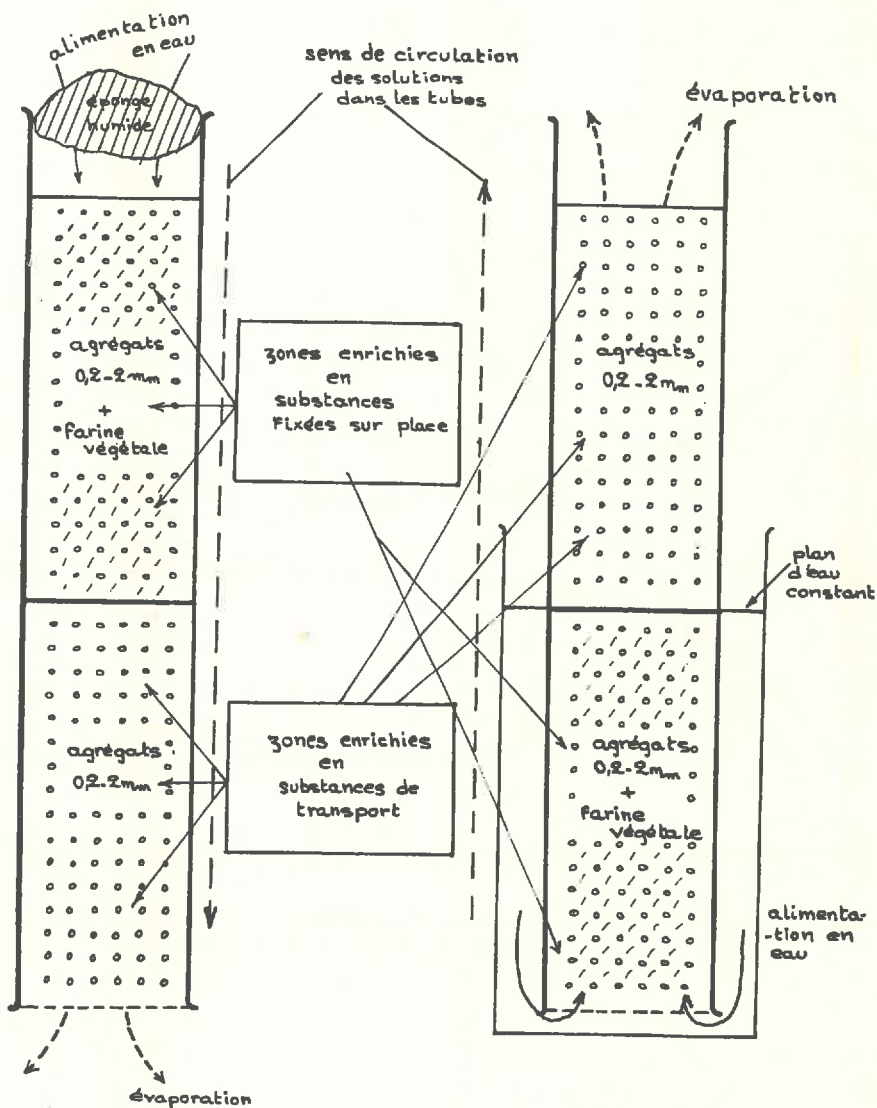 alimentation
en eau
éponge
humide
sens de circulation
des solutions
dans les tubes
évaporation
agrégats
0,2-2mm
+
farine
végétale
zones enrichies
en
substances
fixées sur place
agrégats
0,2-2mm
plan
d'eau
constant
agrégats
0,2-2mm
zones enrichies
en
substances de
transport
agrégats
0,2-2mm
+
farine
végétale
alimenta-
-tion en
eau
évaporation